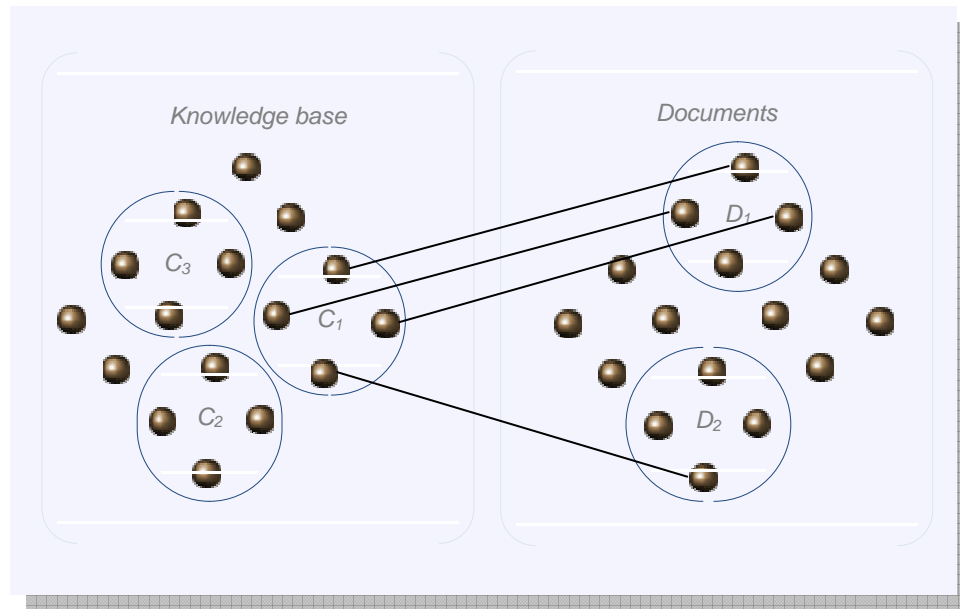 Knowledge base
Documents
D₁
C₃
C₁
C₂
D₂